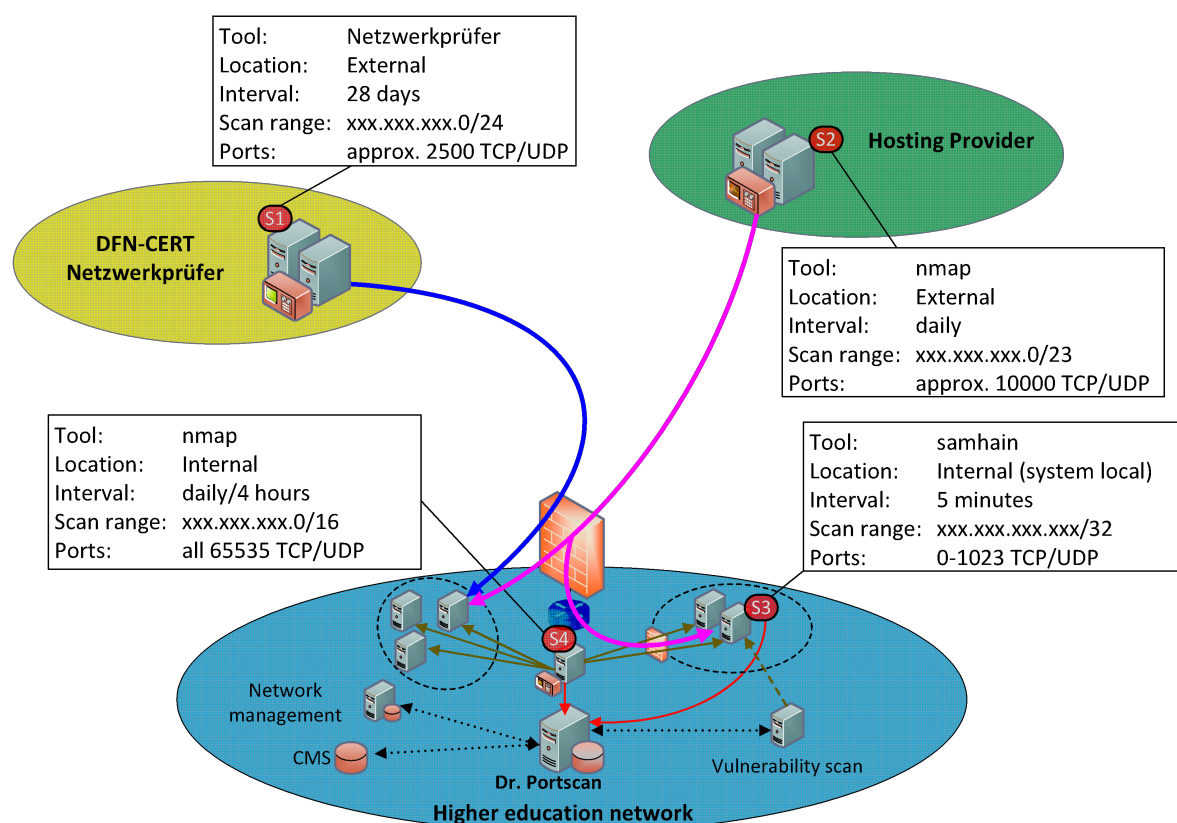 Tool: Netzwerkprüfer
Location: External
Interval: 28 days
Scan range: xxx.xxx.xxx.0/24
Ports: approx. 2500 TCP/UDP
S2
Hosting Provider
S1
DFN-CERT
Netzwerkprüfer
Tool: nmap
Location: External
Interval: daily
Scan range: xxx.xxx.xxx.0/23
Ports: approx. 10000 TCP/UDP
Tool: nmap
Location: Internal
Interval: daily/4 hours
Scan range: xxx.xxx.xxx.0/16
Ports: all 65535 TCP/UDP
Tool: samhain
Location: Internal (system local)
Interval: 5 minutes
Scan range: xxx.xxx.xxx.xxx/32
Ports: 0-1023 TCP/UDP
S3
S4
Network
management
CMS
Vulnerability scan
Dr. Portscan
Higher education network